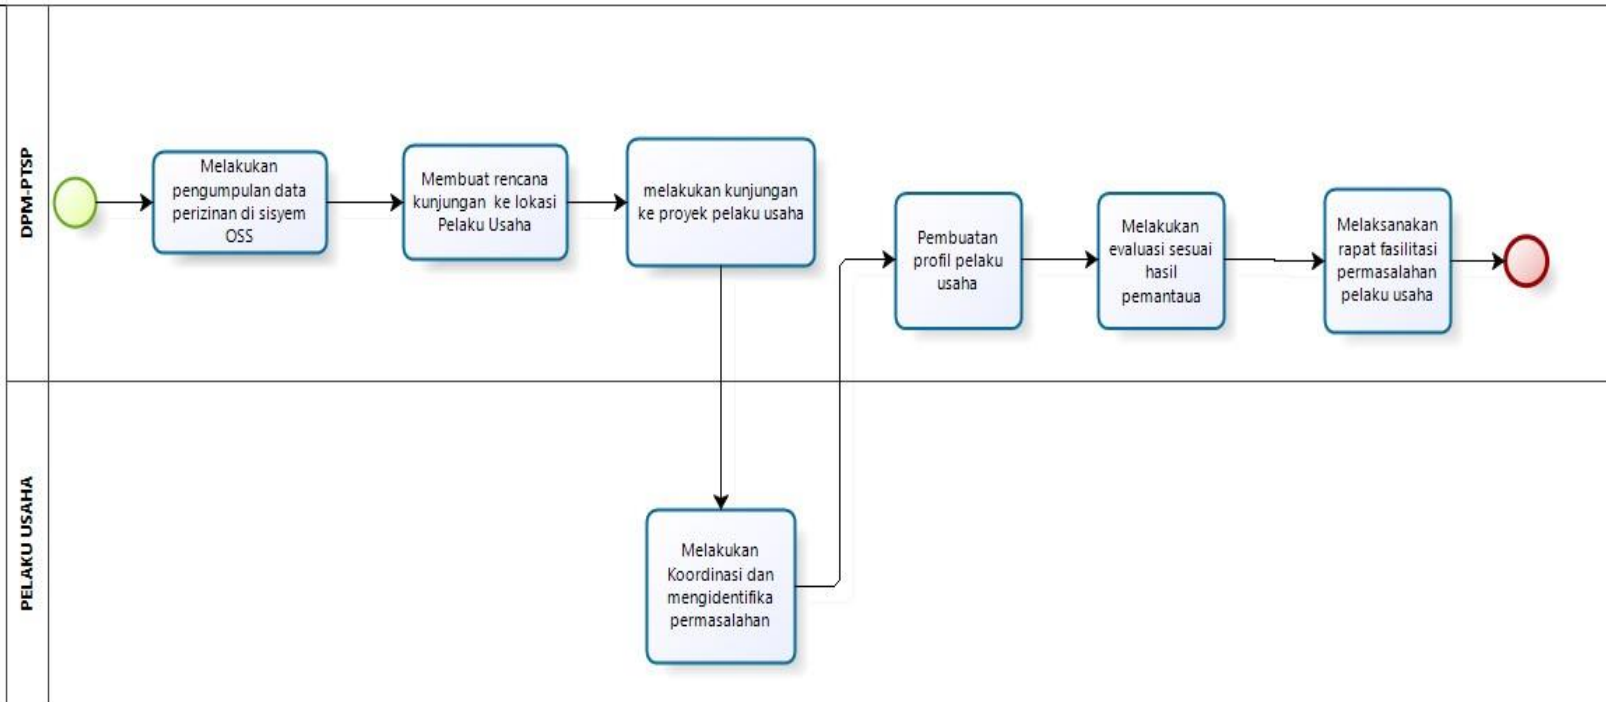 DPM-PTSP
Melakukan
pengumpulan data
perizinan di sisyem
OSS
Membuat rencana
kunjungan ke lokasi
Pelaku Usaha
melakukan kunjungan
ke proyek pelaku usaha
Pembuatan
profil pelaku
usaha
Melakukan
evaluasi sesuai
hasil
pemantaua
Melaksanakan
rapat fasilitasi
permasalahan
pelaku usaha
PELAKU USAHA
Melakukan
Koordinasi dan
mengidentifika
permasalahan